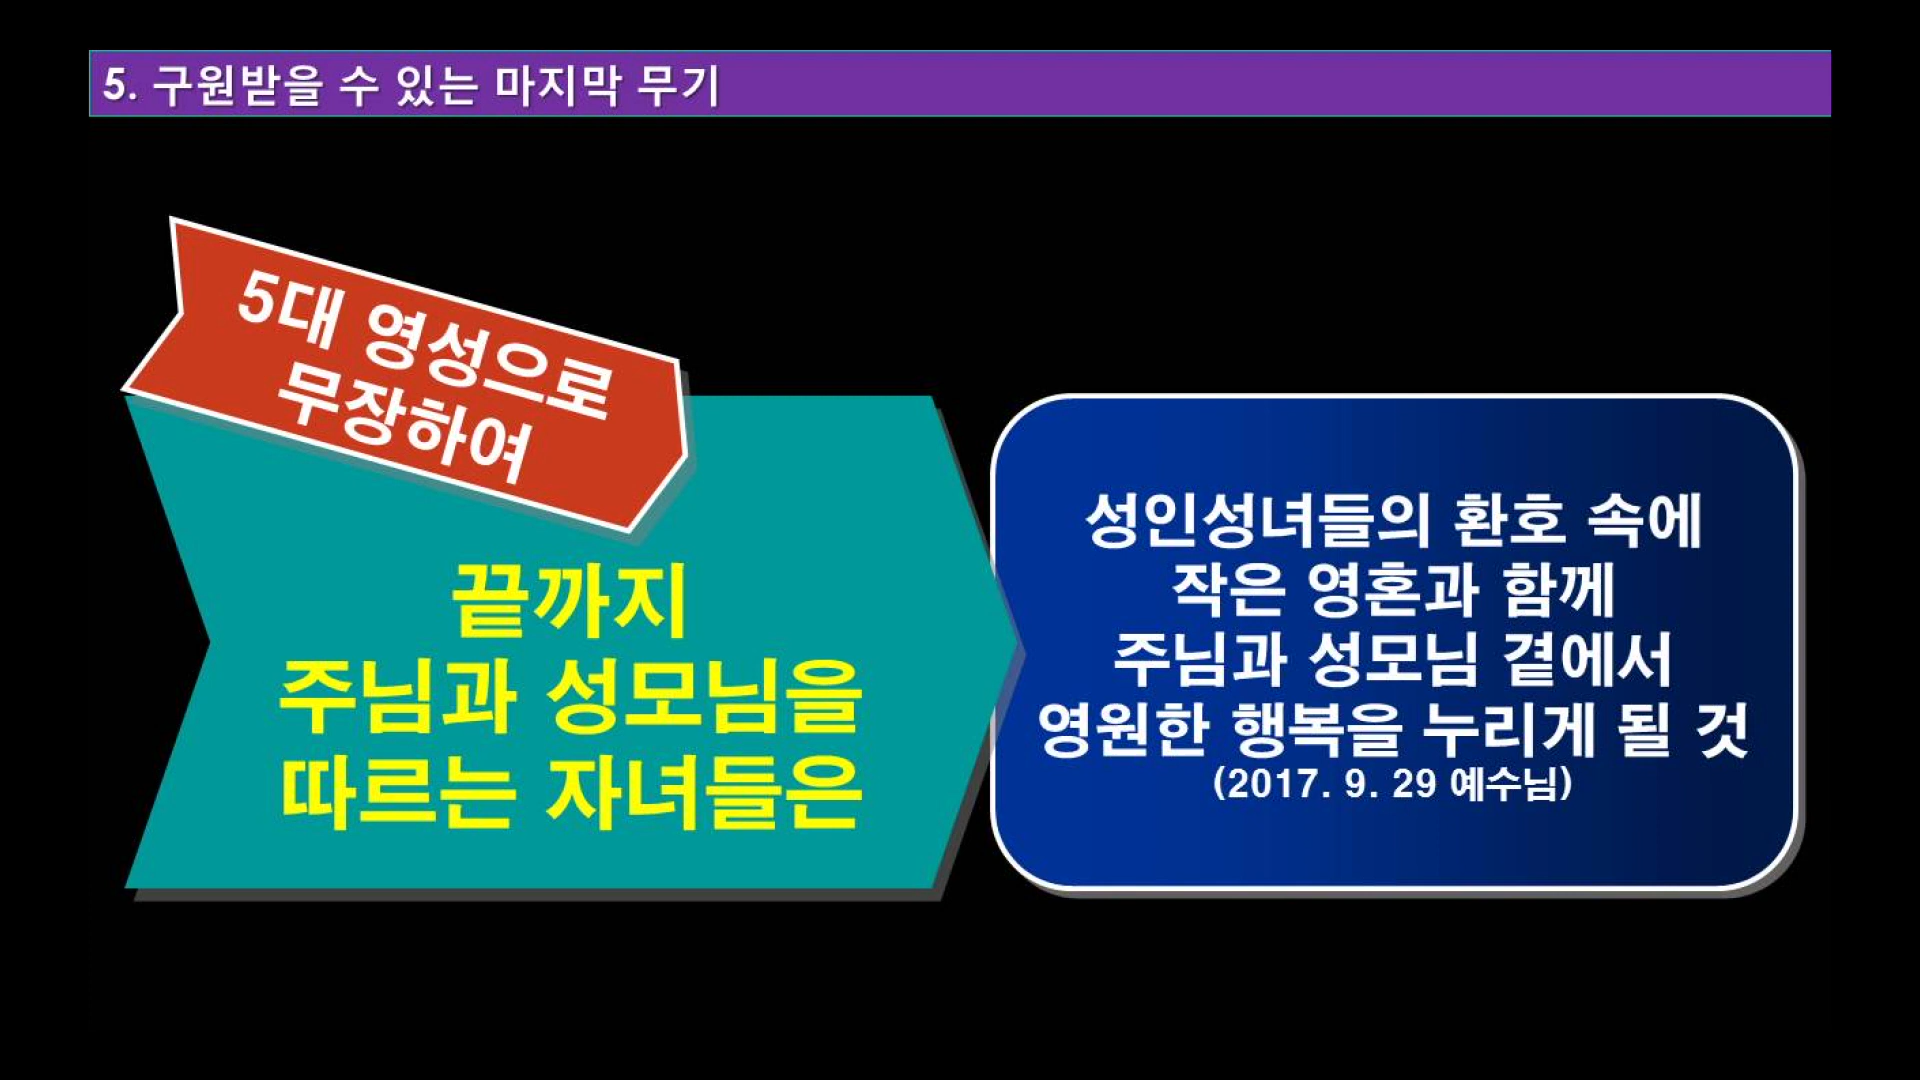 5. 구원받을 수 있는 마지막 무기
5대 영성으로
무장하여
끝까지
주님과 성모님을
따르는 자녀들은
성인성녀들의 환호 속에
작은 영혼과 함께
주님과 성모님 곁에서
영원한 행복을 누리게 될 것
(2017. 9. 29 예수님)